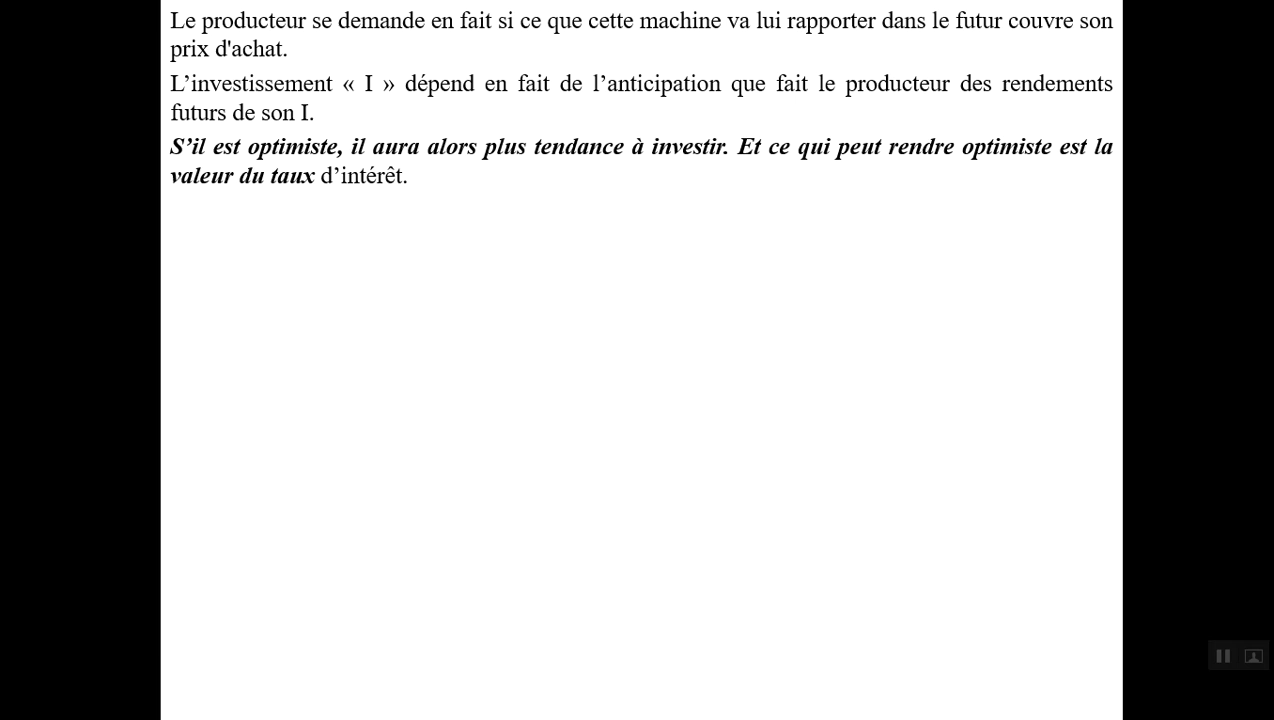 Le producteur se demande en fait si ce que cette machine va lui rapporter dans le futur couvre son
prix d'achat.
L’investissement « I » dépend en fait de l’anticipation que fait le producteur des rendements
futurs de son I.
S’il est optimiste, il aura alors plus tendance à investir. Et ce qui peut rendre optimiste est la
valeur du taux d’intérêt.